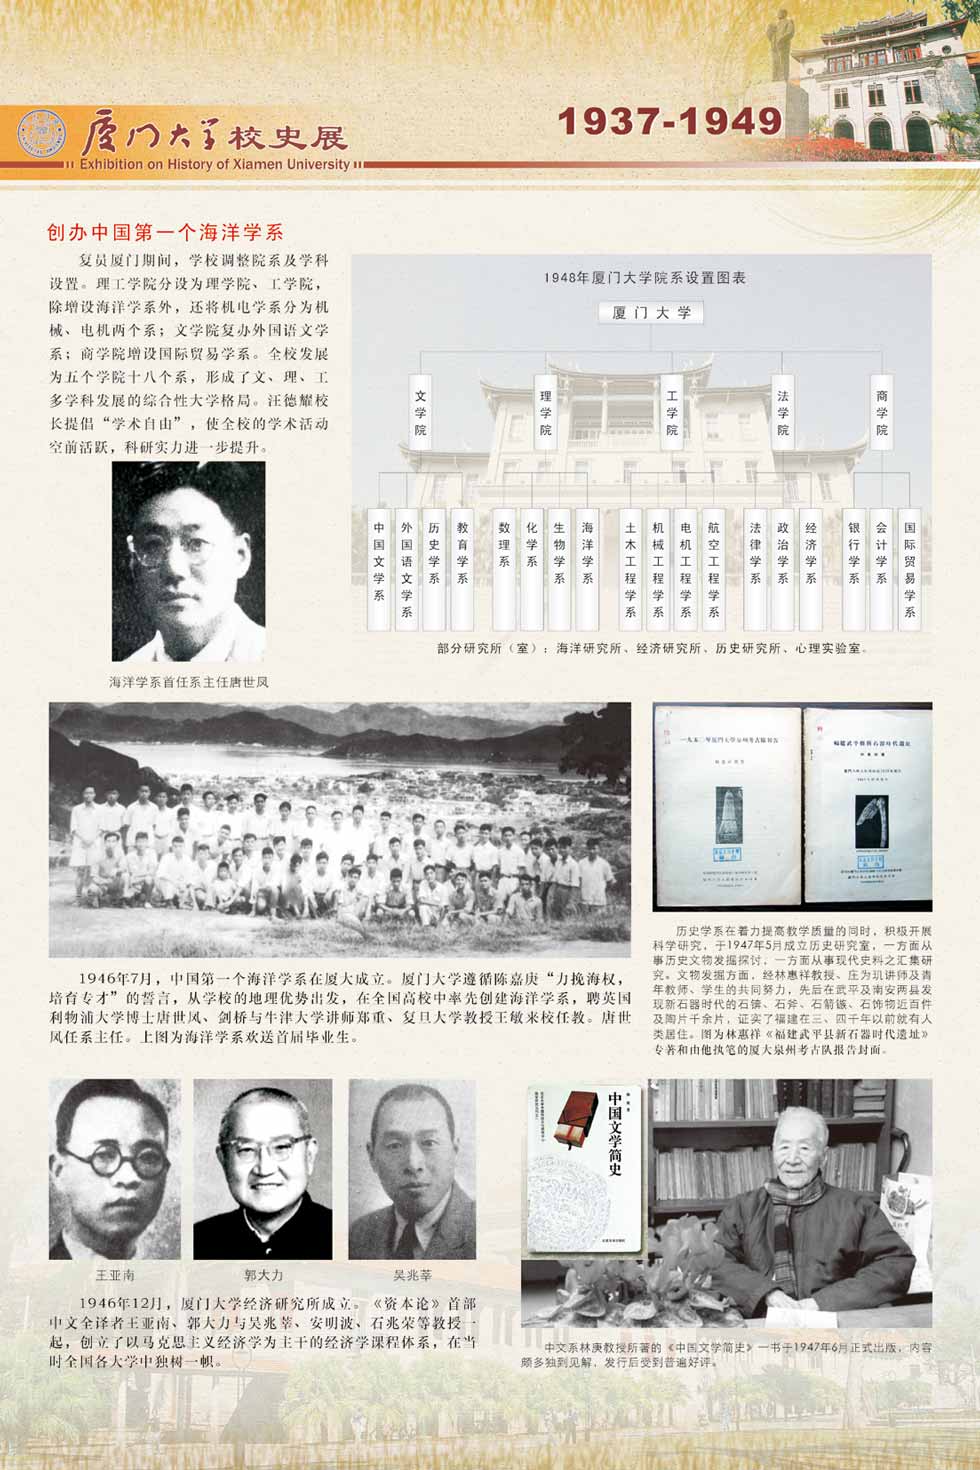 厦门大学校史展
Exhibition on History of Xiamen University
1937-1949
创办中国第一个海洋学系
复员厦门期间，学校调整院系及学科
设置。理工学院分设为理学院、工学院，
除增设海洋学系外，还将机电学系分为机
械、电机两个系；文学院复办外国语文学
系；商学院增设国际贸易学系。全校发展
为五个学院十八个系，形成了文、理、工
多学科发展的综合性大学格局。汪德耀校
长提倡“学术自由”，使全校的学术活动
空前活跃，科研实力进一步提升。
海洋学系首任系主任唐世凤
1948年厦门大学院系设置图表
厦门大学
文学院
理学院
工学院
法学院
商学院
中国文学系
外国语文学系
历史学系
教育学系
数理系
化学系
生物学系
海洋学系
土木工程学系
机械工程学系
电机工程学系
航空工程学系
法律学系
政治学系
经济学系
银行学系
会计学系
国际贸易学系
部分研究所（室）：海洋研究所、经济研究所、历史研究所、心理实验室。
1946年7月，中国第一个海洋学系在厦大成立。厦门大学遵循陈嘉庚“力挽海权，
培育专才”的誓言，从学校的地理优势出发，在全国高校中率先创建海洋学系，聘英国
利物浦大学博士唐世凤、剑桥与牛津大学讲师郑重、复旦大学教授王敏来校任教。唐世
凤任系主任。上图为海洋学系欢送首届毕业生。
一九五二年厦門大學泉州考古隊報告
福建武平縣新石器時代遺址
历史学系在着力提高教学质量的同时，积极开展
科学研究，于1947年5月成立历史研究室，一方面从
事历史文物发掘探讨，一方面从事现代史料之汇集研
究。文物发掘方面，经林惠祥教授、庄为玑讲师及青
年教师、学生的共同努力，先后在武平及南安两县发
现新石器时代的石锛、石斧、石箭镞、石饰物近百件
及陶片千余片，证实了福建在三、四千年以前就有人
类居住。图为林惠祥《福建武平县新石器时代遗址》
专著和由他执笔的厦大泉州考古队报告封面。
王亚南
郭大力
吴兆莘
1946年12月，厦门大学经济研究所成立。《资本论》首部
中文全译者王亚南、郭大力与吴兆莘、安明波、石兆荣等教授一
起，创立了以马克思主义经济学为主干的经济学课程体系，在当
时全国各大学中独树一帜。
中国文学简史
中文系林庚教授所著的《中国文学简史》一书于1947年6月正式出版，内容
颇多独到见解，发行后受到普遍好评。